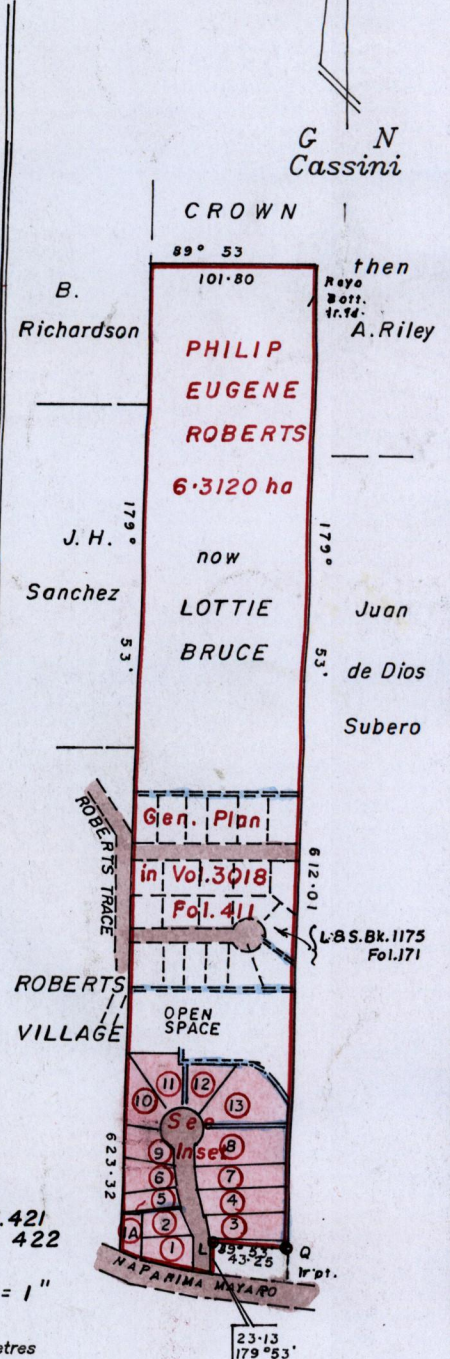 G N
Cassini
CROWN
89° 53
101·80
then
B.
Richardson
A. Riley
PHILIP
EUGENE
ROBERTS
6·3120 ha
now
LOTTIE
BRUCE
J. H.
Sanchez
179°
53'
179°
53'
Juan
de Dios
Subero
ROBERTS TRACE
Gen. Plan
in Vol. 3018
Fol. 411
612·01
L&S.Bk.1175
Fol.171
ROBERTS
VILLAGE
OPEN
SPACE
11
12
10
13
See
Inset
9
8
6
7
5
4
2
3
1A
1
L
623·32
89° 53
43·25
Q
Ir pt.
.421
422
NAPARIMA MAYARO
= 1"
23·13
179°53'
etres